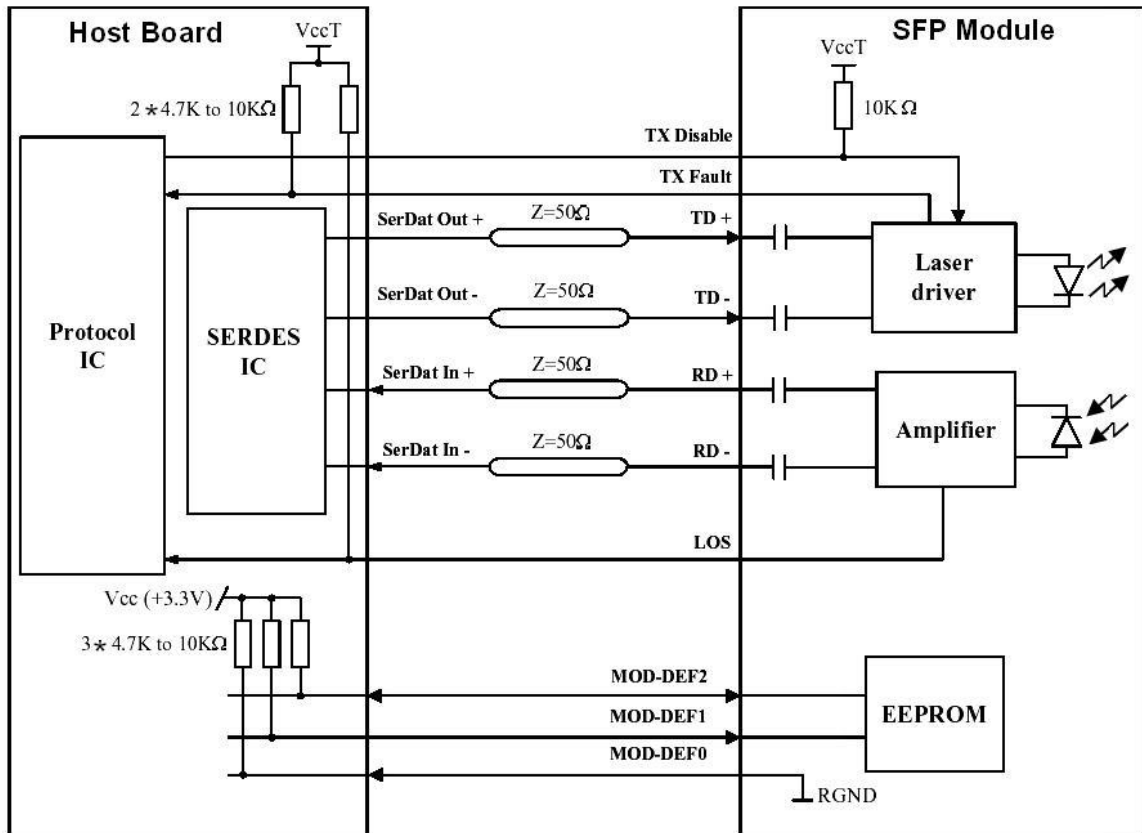 Host Board
SFP Module
VccT
VccT
2*4.7K to 10KΩ
10KΩ
TX Disable
TX Fault
SerDat Out +
Z=50Ω
TD +
Laser
driver
SerDat Out -
Z=50Ω
TD -
Protocol
IC
SERDES
IC
SerDat In +
Z=50Ω
RD +
Amplifier
SerDat In -
Z=50Ω
RD -
LOS
Vcc (+3.3V)
3*4.7K to 10KΩ
MOD-DEF2
MOD-DEF1
EEPROM
MOD-DEF0
RGND